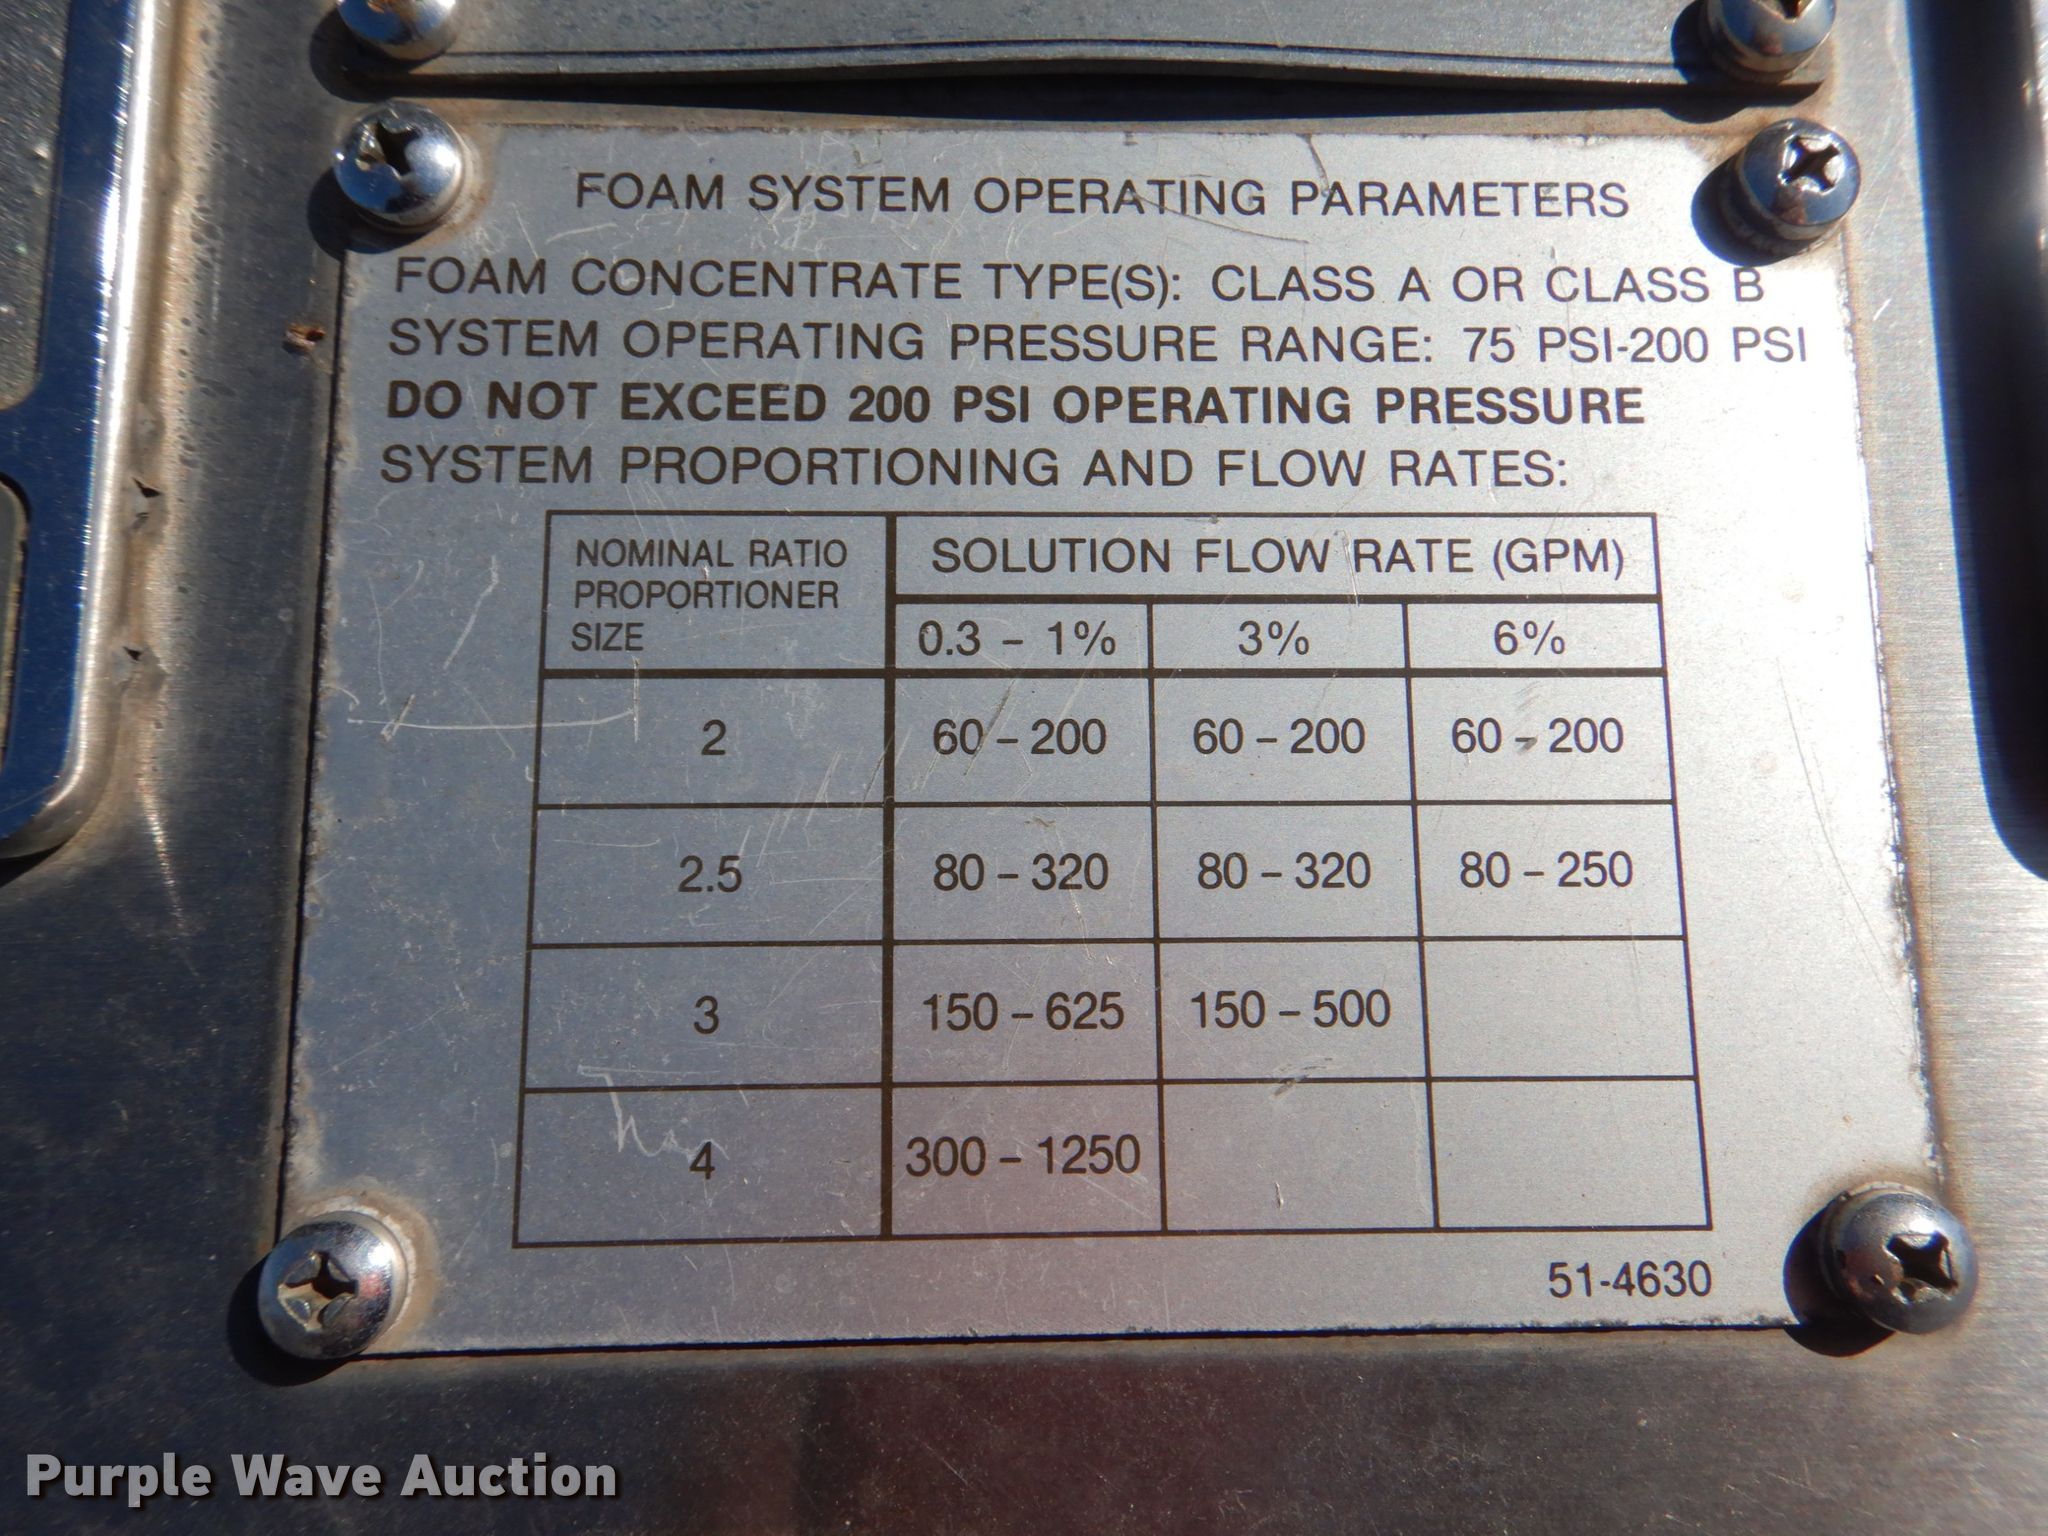 FOAM SYSTEM OPERATING PARAMETERS
FOAM CONCENTRATE TYPE(S): CLASS A OR CLASS B
SYSTEM OPERATING PRESSURE RANGE: 75 PSI-200 PSI
DO NOT EXCEED 200 PSI OPERATING PRESSURE
SYSTEM PROPORTIONING AND FLOW RATES:
NOMINAL RATIO
PROPORTIONER
SIZE
SOLUTION FLOW RATE (GPM)
0.3 – 1% 3% 6%
2 60 – 200 60 – 200 60 – 200
2.5 80 – 320 80 – 320 80 – 250
3 150 – 625 150 – 500
4 300 – 1250
51-4630
Purple Wave Auction